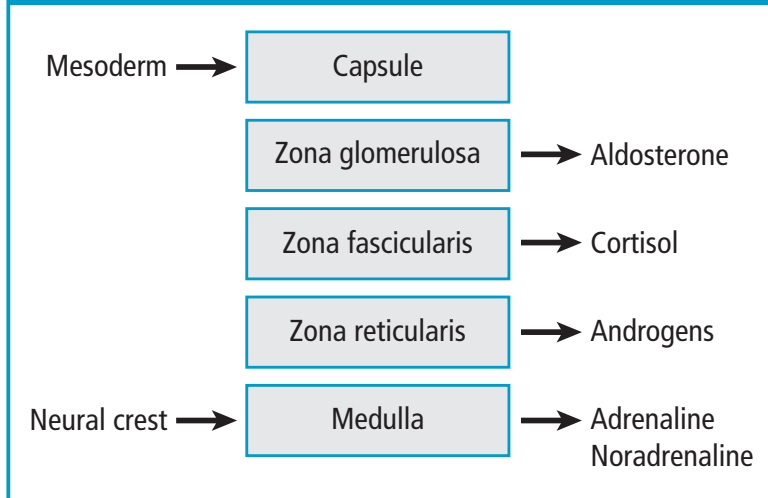 Mesoderm
Capsule
Zona glomerulosa
Aldosterone
Zona fascicularis
Cortisol
Zona reticularis
Androgens
Neural crest
Medulla
Adrenaline
Noradrenaline